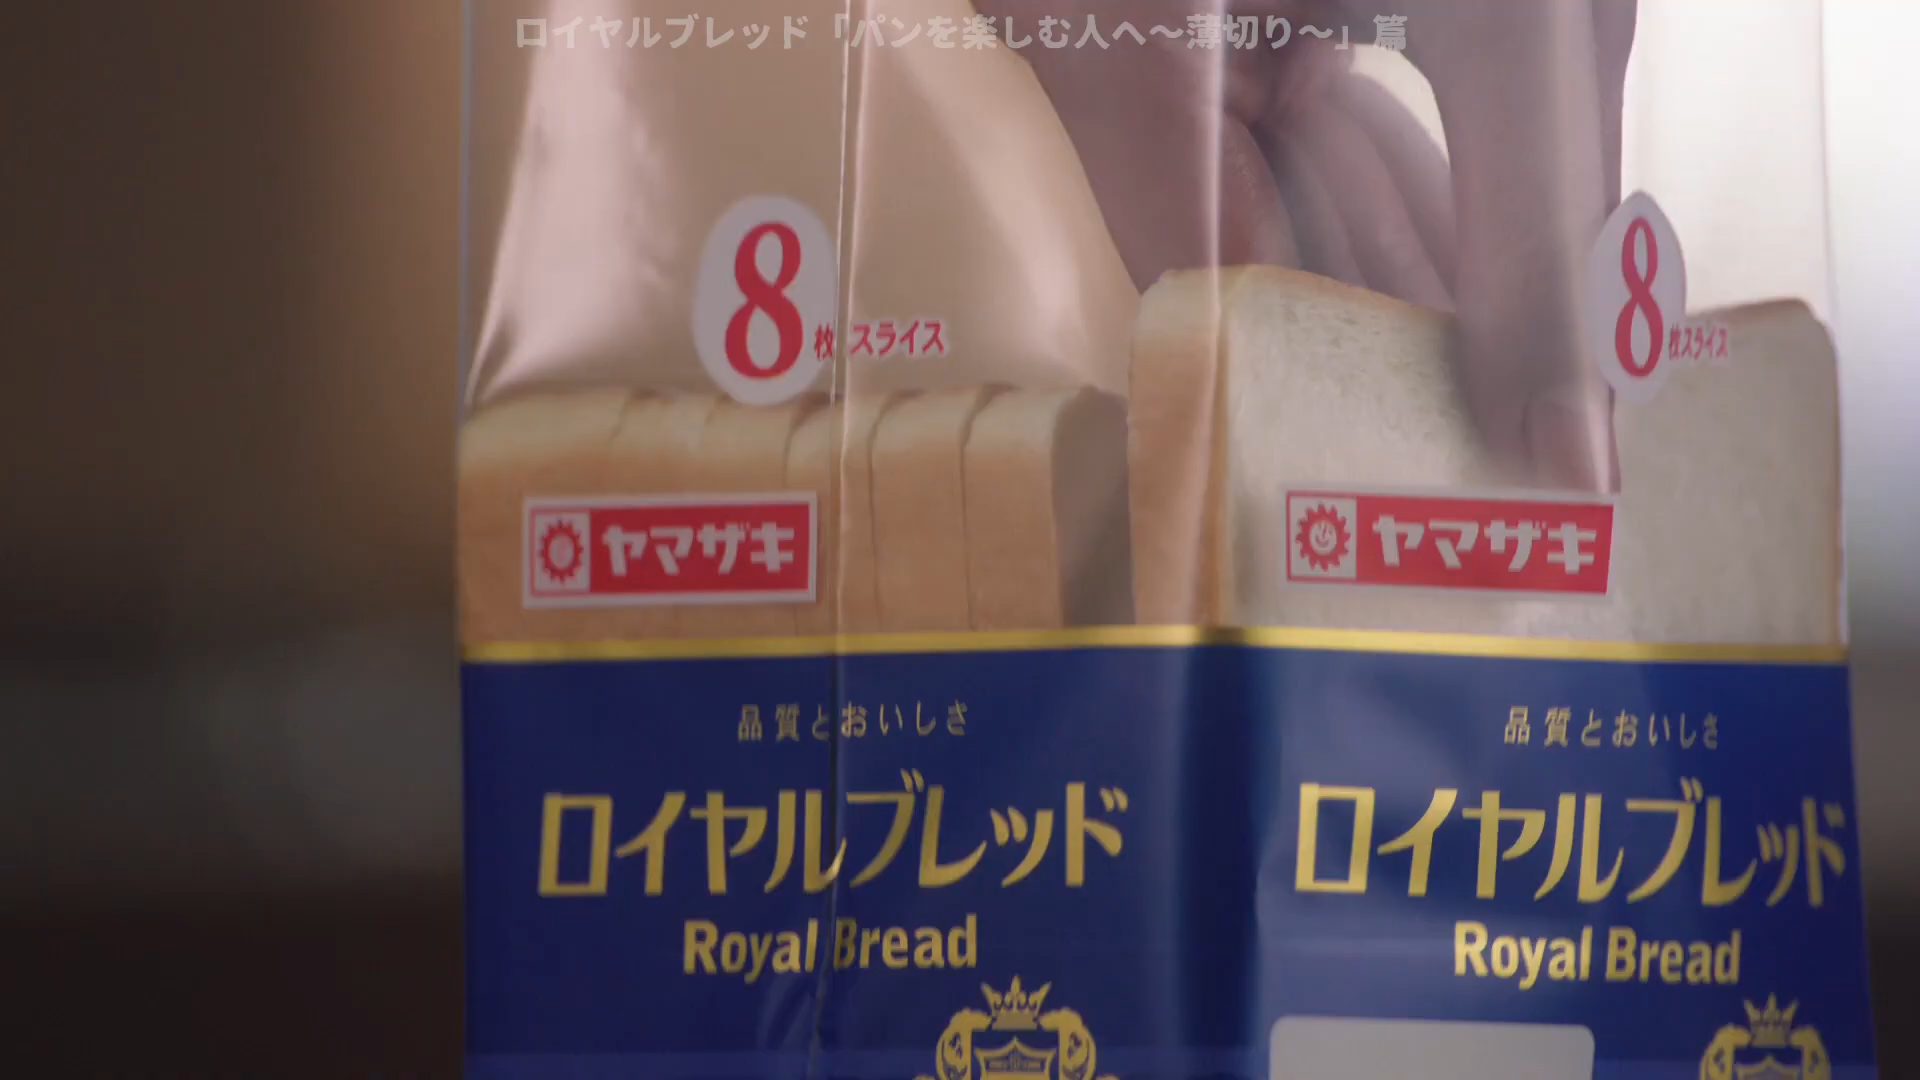 ロイヤルブレッド「パンを楽しむ人へ～薄切り～」篇
8枚スライス
8枚スライス
ヤマザキ
ヤマザキ
品質とおいしさ
品質とおいしさ
ロイヤルブレッド
ロイヤルブレッド
Royal Bread
Royal Bread